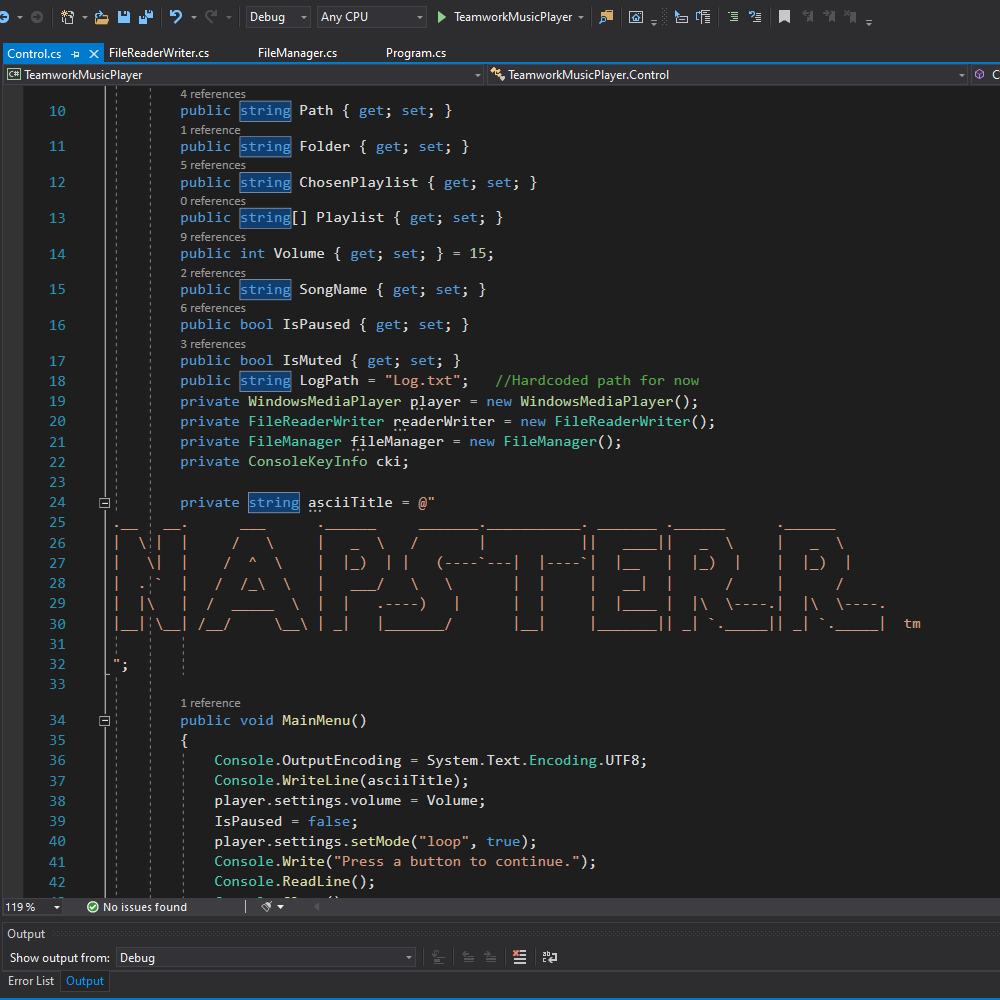 Debug Any CPU TeamworkMusicPlayer
Control.cs FileReaderWriter.cs FileManager.cs Program.cs
C# TeamworkMusicPlayer TeamworkMusicPlayer.Control C
4 references
10 public string Path { get; set; }
1 reference
11 public string Folder { get; set; }
5 references
12 public string ChosenPlaylist { get; set; }
0 references
13 public string[] Playlist { get; set; }
9 references
14 public int Volume { get; set; } = 15;
2 references
15 public string SongName { get; set; }
6 references
16 public bool IsPaused { get; set; }
3 references
17 public bool IsMuted { get; set; }
18 public string LogPath = "Log.txt";   //Hardcoded path for now
19 private WindowsMediaPlayer player = new WindowsMediaPlayer();
20 private FileReaderWriter readerWriter = new FileReaderWriter();
21 private FileManager fileManager = new FileManager();
22 private ConsoleKeyInfo cki;
23
24 private string asciiTitle = @"
25 .__   __.      ___      .______     _______.___________. _______ .______      .______
26 |  \ |  |     /   \     |   _  \   /       |           ||   ____||   _  \     |   _  \
27 |   \|  |    /  ^  \    |  |_)  | |   (----`---|  |----`|  |__   |  |_)  |    |  |_)  |
28 |  . `  |   /  /_\  \   |   ___/   \   \       |  |     |   __|  |      /     |      /
29 |  |\   |  /  _____  \  |  |   .----)   |      |  |     |  |____ |  |\  \----.|  |\  \----.
30 |__| \__| /__/     \__\ | _|   |_______/       |__|     |_______|| _| `._____|| _| `._____|  tm
31
32 ";
33
1 reference
34 public void MainMenu()
35 {
36 Console.OutputEncoding = System.Text.Encoding.UTF8;
37 Console.WriteLine(asciiTitle);
38 player.settings.volume = Volume;
39 IsPaused = false;
40 player.settings.setMode("loop", true);
41 Console.Write("Press a button to continue.");
42 Console.ReadLine();
119 % No issues found
Output
Show output from: Debug
Error List Output